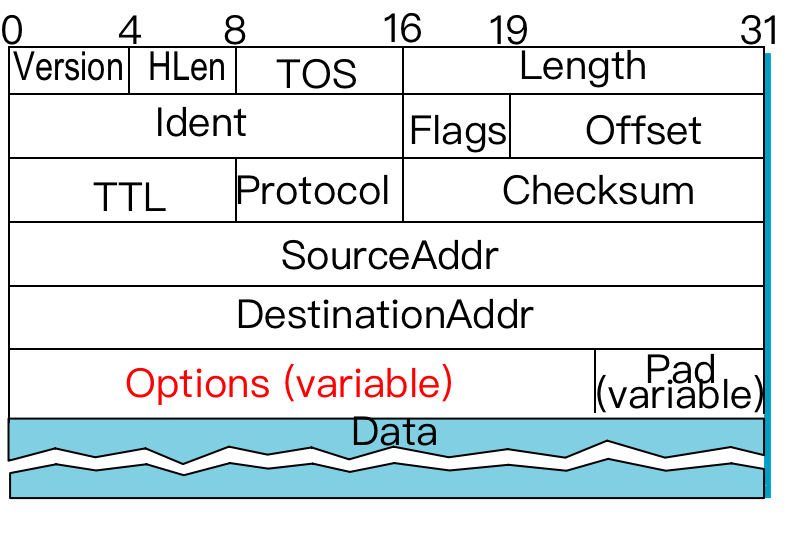 0 4 8 16 19 31
Version HLen TOS Length
Ident Flags Offset
TTL Protocol Checksum
SourceAddr
DestinationAddr
Options (variable) Pad
(variable)
Data